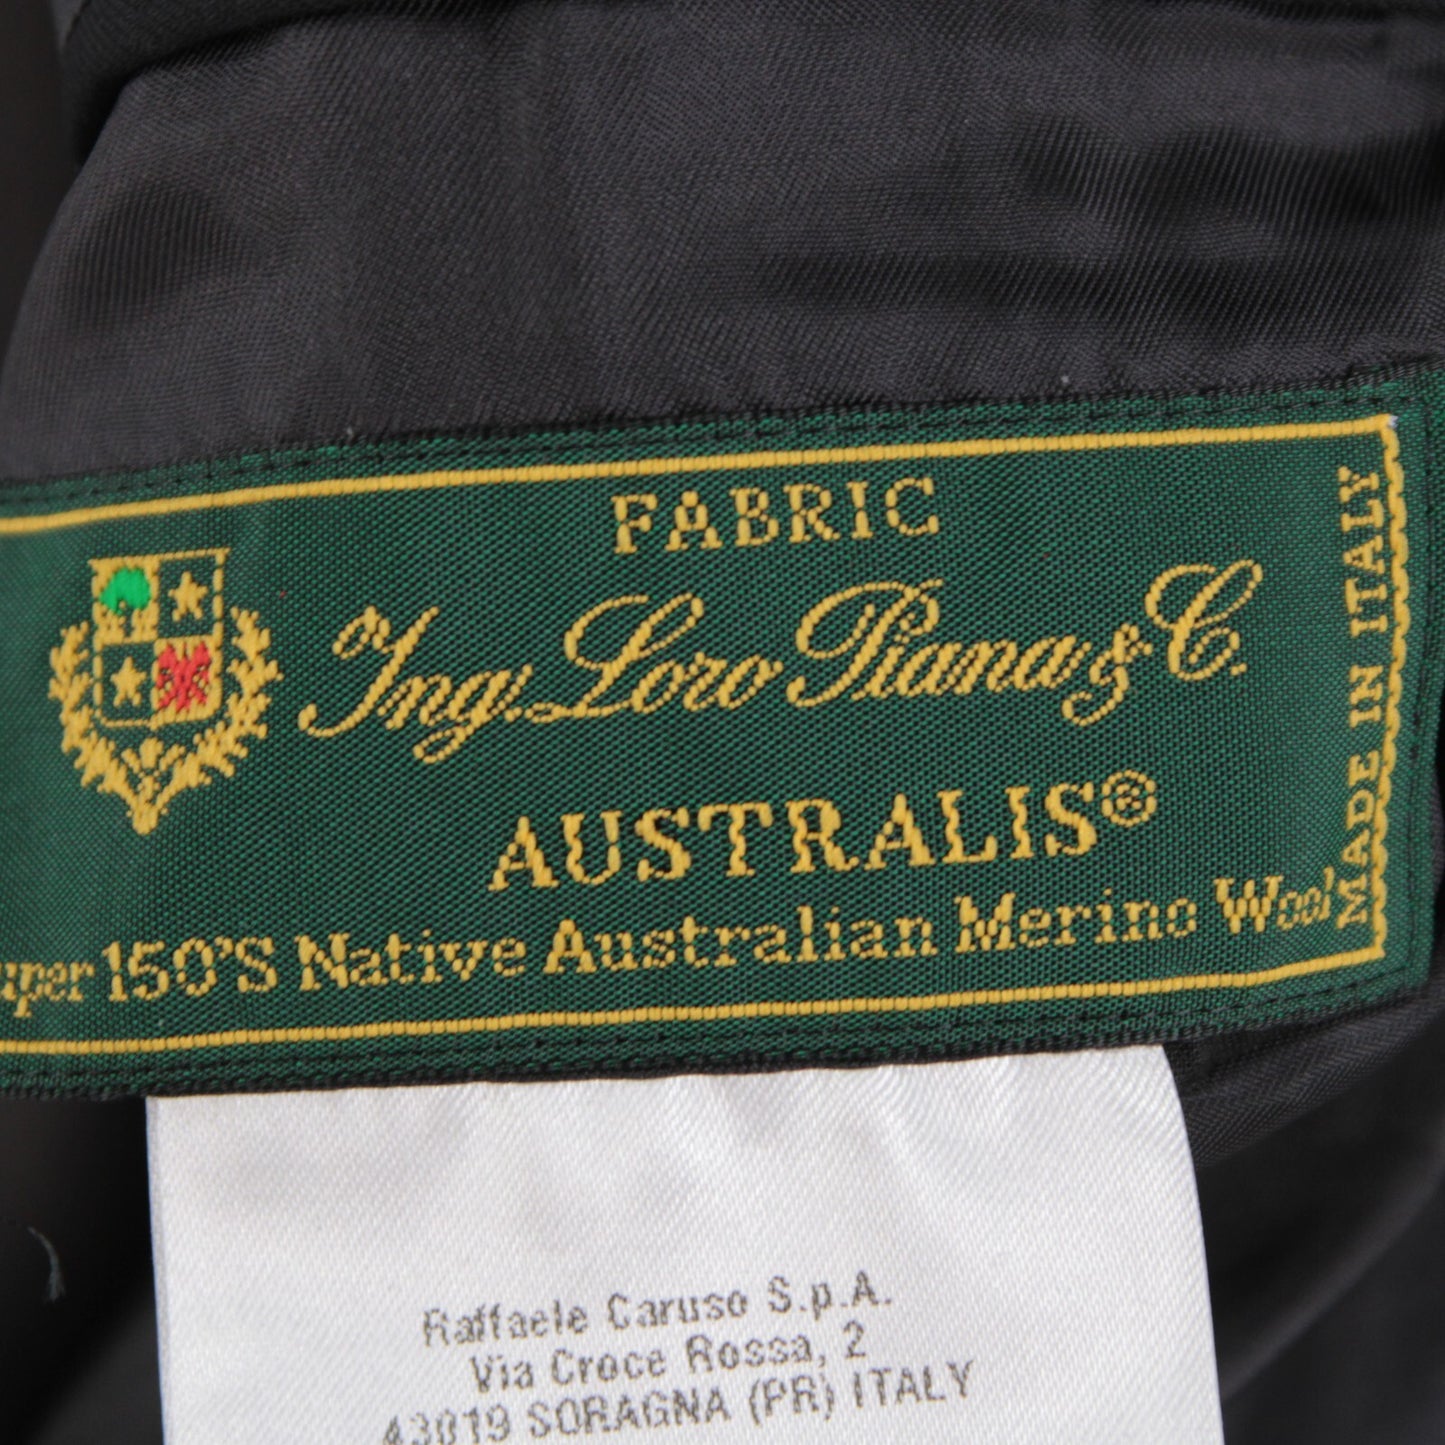 FABRIC
Ing. Loro Piana & C.
AUSTRALIS®
uper 150'S Native Australian Merino Wool
MADE IN ITALY
Raffaele Caruso S.p.A.
Via Croce Rossa, 2
43019 SORAGNA (PR) ITALY